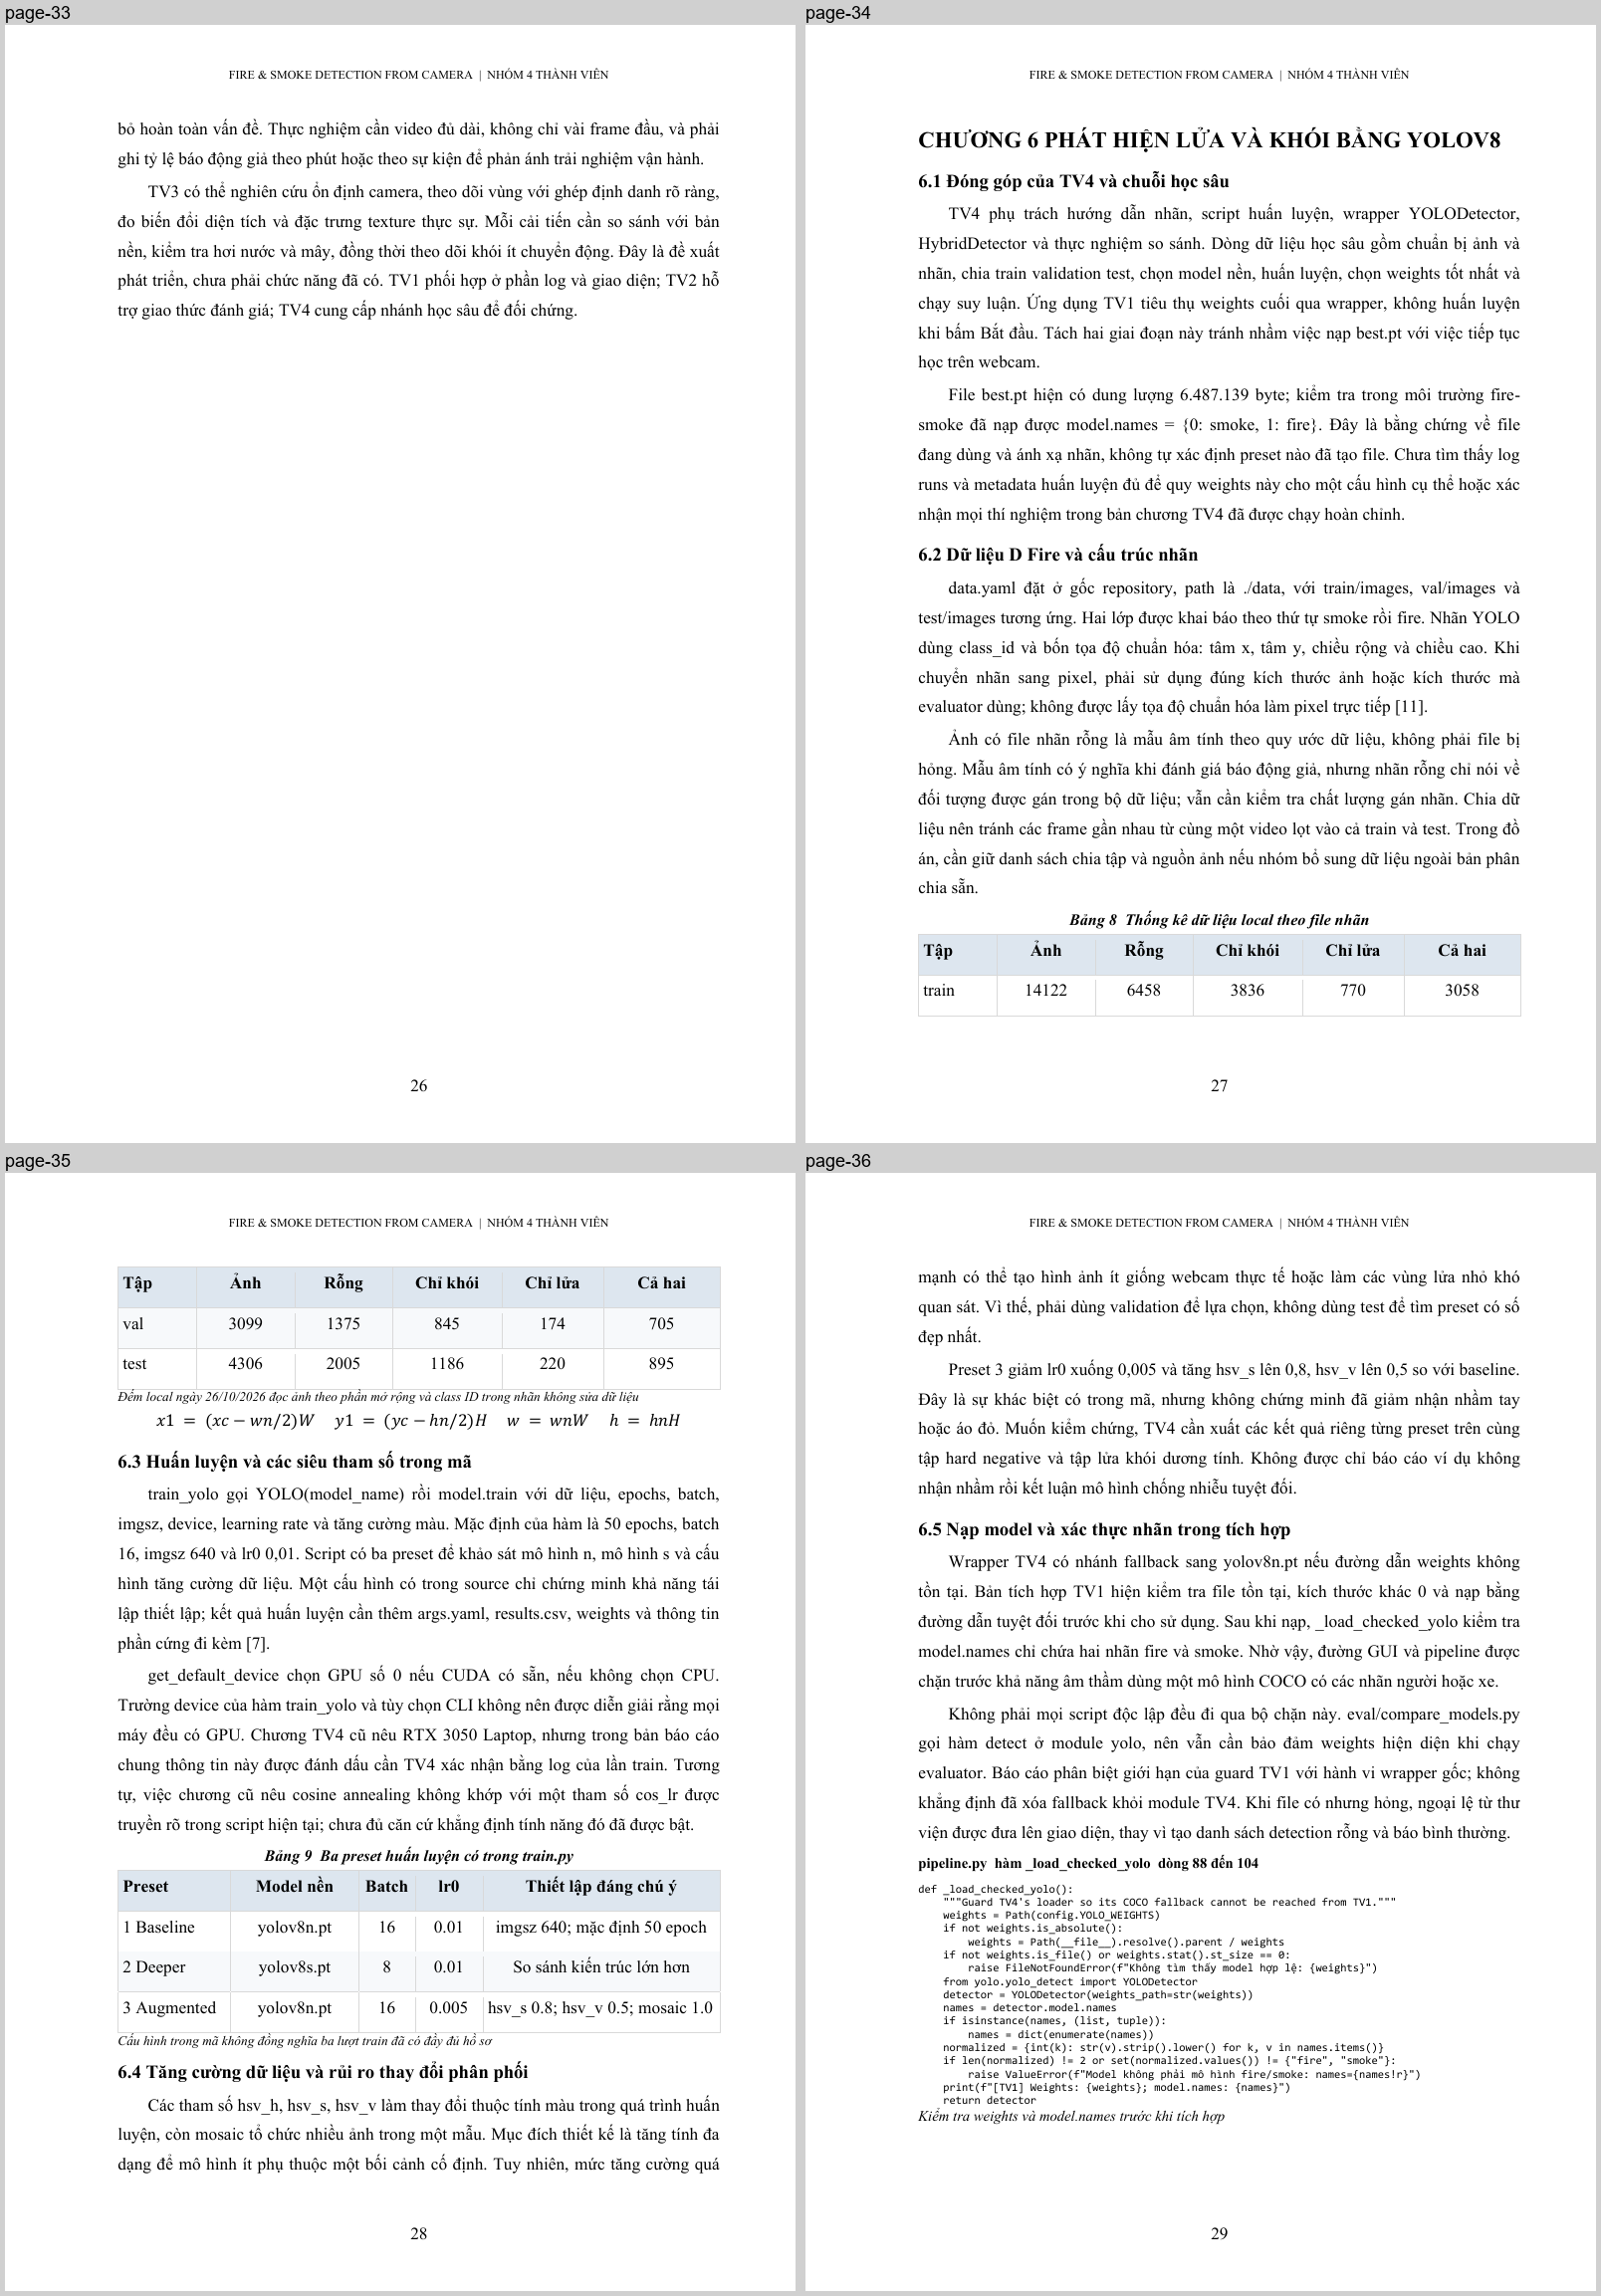 page-33
FIRE & SMOKE DETECTION FROM CAMERA | NHÓM 4 THÀNH VIÊN
bỏ hoàn toàn vấn đề. Thực nghiệm cần video đủ dài, không chỉ vài frame đầu, và phải
ghi tỷ lệ báo động giả theo phút hoặc theo sự kiện để phản ánh trải nghiệm vận hành.
TV3 có thể nghiên cứu ổn định camera, theo dõi vùng với ghép định danh rõ ràng,
đo biến đổi diện tích và đặc trưng texture thực sự. Mỗi cải tiến cần so sánh với bản
nền, kiểm tra hơi nước và mây, đồng thời theo dõi khói ít chuyển động. Đây là đề xuất
phát triển, chưa phải chức năng đã có. TV1 phối hợp ở phần log và giao diện; TV2 hỗ
trợ giao thức đánh giá; TV4 cung cấp nhánh học sâu để đối chứng.
26
page-34
FIRE & SMOKE DETECTION FROM CAMERA | NHÓM 4 THÀNH VIÊN
CHƯƠNG 6 PHÁT HIỆN LỬA VÀ KHÓI BẰNG YOLOV8
6.1 Đóng góp của TV4 và chuỗi học sâu
TV4 phụ trách hướng dẫn nhãn, script huấn luyện, wrapper YOLODetector,
HybridDetector và thực nghiệm so sánh. Dòng dữ liệu học sâu gồm chuẩn bị ảnh và
nhãn, chia train validation test, chọn model nền, huấn luyện, chọn weights tốt nhất và
chạy suy luận. Ứng dụng TV1 tiêu thụ weights cuối qua wrapper, không huấn luyện
khi bấm Bắt đầu. Tách hai giai đoạn này tránh nhầm việc nạp best.pt với việc tiếp tục
học trên webcam.
File best.pt hiện có dung lượng 6.487.139 byte; kiểm tra trong môi trường fire-
smoke đã nạp được model.names = {0: smoke, 1: fire}. Đây là bằng chứng về file
đang dùng và ánh xạ nhãn, không tự xác định preset nào đã tạo file. Chưa tìm thấy log
runs và metadata huấn luyện đủ để quy weights này cho một cấu hình cụ thể hoặc xác
nhận mọi thí nghiệm trong bản chương TV4 đã được chạy hoàn chỉnh.
6.2 Dữ liệu D Fire và cấu trúc nhãn
data.yaml đặt ở gốc repository, path là ./data, với train/images, val/images và
test/images tương ứng. Hai lớp được khai báo theo thứ tự smoke rồi fire. Nhãn YOLO
dùng class_id và bốn tọa độ chuẩn hóa: tâm x, tâm y, chiều rộng và chiều cao. Khi
chuyển nhãn sang pixel, phải sử dụng đúng kích thước ảnh hoặc kích thước mà
evaluator dùng; không được lấy tọa độ chuẩn hóa làm pixel trực tiếp [11].
Ảnh có file nhãn rỗng là mẫu âm tính theo quy ước dữ liệu, không phải file bị
hỏng. Mẫu âm tính có ý nghĩa khi đánh giá báo động giả, nhưng nhãn rỗng chỉ nói về
đối tượng được gán trong bộ dữ liệu; vẫn cần kiểm tra chất lượng gán nhãn. Chia dữ
liệu nên tránh các frame gần nhau từ cùng một video lọt vào cả train và test. Trong đồ
án, cần giữ danh sách chia tập và nguồn ảnh nếu nhóm bổ sung dữ liệu ngoài bản phân
chia sẵn.
Bảng 8 Thống kê dữ liệu local theo file nhãn
Tập Ảnh Rỗng Chỉ khói Chỉ lửa Cả hai
train 14122 6458 3836 770 3058
27
page-35
FIRE & SMOKE DETECTION FROM CAMERA | NHÓM 4 THÀNH VIÊN
Tập Ảnh Rỗng Chỉ khói Chỉ lửa Cả hai
val 3099 1375 845 174 705
test 4306 2005 1186 220 895
Đếm local ngày 26/10/2026 đọc ảnh theo phần mở rộng và class ID trong nhãn không sửa dữ liệu
x1 = (xc − wn/2)W y1 = (yc − hn/2)H w = wnW h = hnH
6.3 Huấn luyện và các siêu tham số trong mã
train_yolo gọi YOLO(model_name) rồi model.train với dữ liệu, epochs, batch,
imgsz, device, learning rate và tăng cường màu. Mặc định của hàm là 50 epochs, batch
16, imgsz 640 và lr0 0,01. Script có ba preset để khảo sát mô hình n, mô hình s và cấu
hình tăng cường dữ liệu. Một cấu hình có trong source chỉ chứng minh khả năng tái
lập thiết lập; kết quả huấn luyện cần thêm args.yaml, results.csv, weights và thông tin
phần cứng đi kèm [7].
get_default_device chọn GPU số 0 nếu CUDA có sẵn, nếu không chọn CPU.
Trường device của hàm train_yolo và tùy chọn CLI không nên được diễn giải rằng mọi
máy đều có GPU. Chương TV4 cũ nêu RTX 3050 Laptop, nhưng trong bản báo cáo
chung thông tin này được đánh dấu cần TV4 xác nhận bằng log của lần train. Tương
tự, việc chương cũ nêu cosine annealing không khớp với một tham số cos_lr được
truyền rõ trong script hiện tại; chưa đủ căn cứ khẳng định tính năng đó đã được bật.
Bảng 9 Ba preset huấn luyện có trong train.py
Preset Model nền Batch lr0 Thiết lập đáng chú ý
1 Baseline yolov8n.pt 16 0.01 imgsz 640; mặc định 50 epoch
2 Deeper yolov8s.pt 8 0.01 So sánh kiến trúc lớn hơn
3 Augmented yolov8n.pt 16 0.005 hsv_s 0.8; hsv_v 0.5; mosaic 1.0
Cấu hình trong mã không đồng nghĩa ba lượt train đã có đầy đủ hồ sơ
6.4 Tăng cường dữ liệu và rủi ro thay đổi phân phối
Các tham số hsv_h, hsv_s, hsv_v làm thay đổi thuộc tính màu trong quá trình huấn
luyện, còn mosaic tổ chức nhiều ảnh trong một mẫu. Mục đích thiết kế là tăng tính đa
dạng để mô hình ít phụ thuộc một bối cảnh cố định. Tuy nhiên, mức tăng cường quá
28
page-36
FIRE & SMOKE DETECTION FROM CAMERA | NHÓM 4 THÀNH VIÊN
mạnh có thể tạo hình ảnh ít giống webcam thực tế hoặc làm các vùng lửa nhỏ khó
quan sát. Vì thế, phải dùng validation để lựa chọn, không dùng test để tìm preset có số
đẹp nhất.
Preset 3 giảm lr0 xuống 0,005 và tăng hsv_s lên 0,8, hsv_v lên 0,5 so với baseline.
Đây là sự khác biệt có trong mã, nhưng không chứng minh đã giảm nhận nhầm tay
hoặc áo đỏ. Muốn kiểm chứng, TV4 cần xuất các kết quả riêng từng preset trên cùng
tập hard negative và tập lửa khói dương tính. Không được chỉ báo cáo ví dụ không
nhận nhầm rồi kết luận mô hình chống nhiễu tuyệt đối.
6.5 Nạp model và xác thực nhãn trong tích hợp
Wrapper TV4 có nhánh fallback sang yolov8n.pt nếu đường dẫn weights không
tồn tại. Bản tích hợp TV1 hiện kiểm tra file tồn tại, kích thước khác 0 và nạp bằng
đường dẫn tuyệt đối trước khi cho sử dụng. Sau khi nạp, _load_checked_yolo kiểm tra
model.names chỉ chứa hai nhãn fire và smoke. Nhờ vậy, đường GUI và pipeline được
chặn trước khả năng âm thầm dùng một mô hình COCO có các nhãn người hoặc xe.
Không phải mọi script độc lập đều đi qua bộ chặn này. eval/compare_models.py
gọi hàm detect ở module yolo, nên vẫn cần bảo đảm weights hiện diện khi chạy
evaluator. Báo cáo phân biệt giới hạn của guard TV1 với hành vi wrapper gốc; không
khẳng định đã xóa fallback khỏi module TV4. Khi file có nhưng hỏng, ngoại lệ từ thư
viện được đưa lên giao diện, thay vì tạo danh sách detection rỗng và báo bình thường.
pipeline.py hàm _load_checked_yolo dòng 88 đến 104
def _load_checked_yolo():
    """Guard TV4's loader so its COCO fallback cannot be reached from TV1."""
    weights = Path(config.YOLO_WEIGHTS)
    if not weights.is_absolute():
        weights = Path(__file__).resolve().parent / weights
    if not weights.is_file() or weights.stat().st_size == 0:
        raise FileNotFoundError(f"Không tìm thấy model hợp lệ: {weights}")
    from yolo.yolo_detect import YOLODetector
    detector = YOLODetector(weights_path=str(weights))
    names = detector.model.names
    if isinstance(names, (list, tuple)):
        names = dict(enumerate(names))
    normalized = {int(k): str(v).strip().lower() for k, v in names.items()}
    if len(normalized) != 2 or set(normalized.values()) != {"fire", "smoke"}:
        raise ValueError(f"Model không phải mô hình fire/smoke: names={names!r}")
    print(f"[TV1] Weights: {weights}; model.names: {names}")
    return detector
Kiểm tra weights và model.names trước khi tích hợp
29